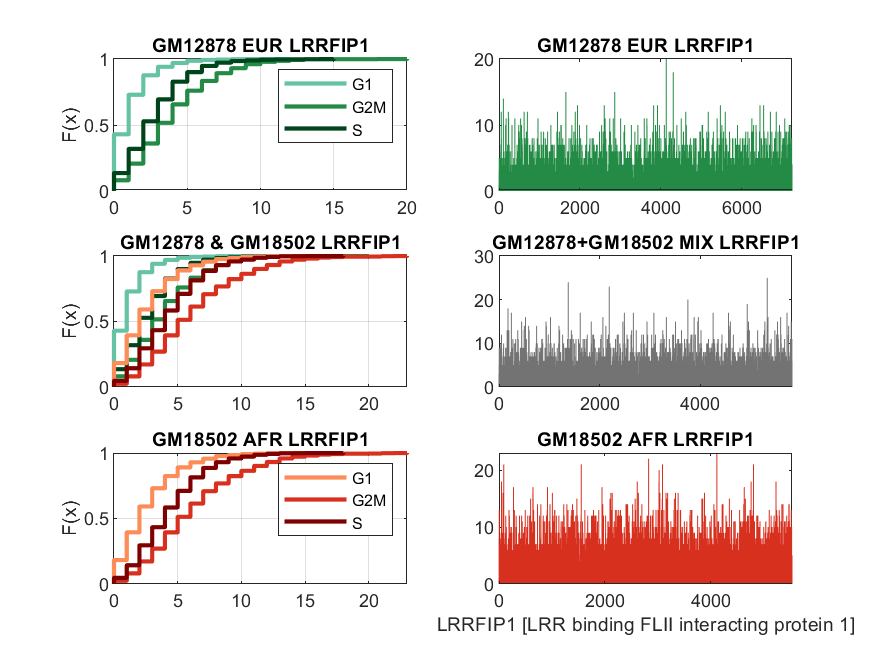 GM12878 EUR LRRFIP1
F(x)
1
0.5
0
0 5 10 15 20
G1
G2M
S
GM12878 EUR LRRFIP1
20
10
0
0 2000 4000 6000
GM12878 & GM18502 LRRFIP1
F(x)
1
0.5
0
0 5 10 15 20
GM12878+GM18502 MIX LRRFIP1
30
20
10
0
0 2000 4000
GM18502 AFR LRRFIP1
F(x)
1
0.5
0
0 5 10 15 20
G1
G2M
S
GM18502 AFR LRRFIP1
20
10
0
0 2000 4000
LRRFIP1 [LRR binding FLII interacting protein 1]